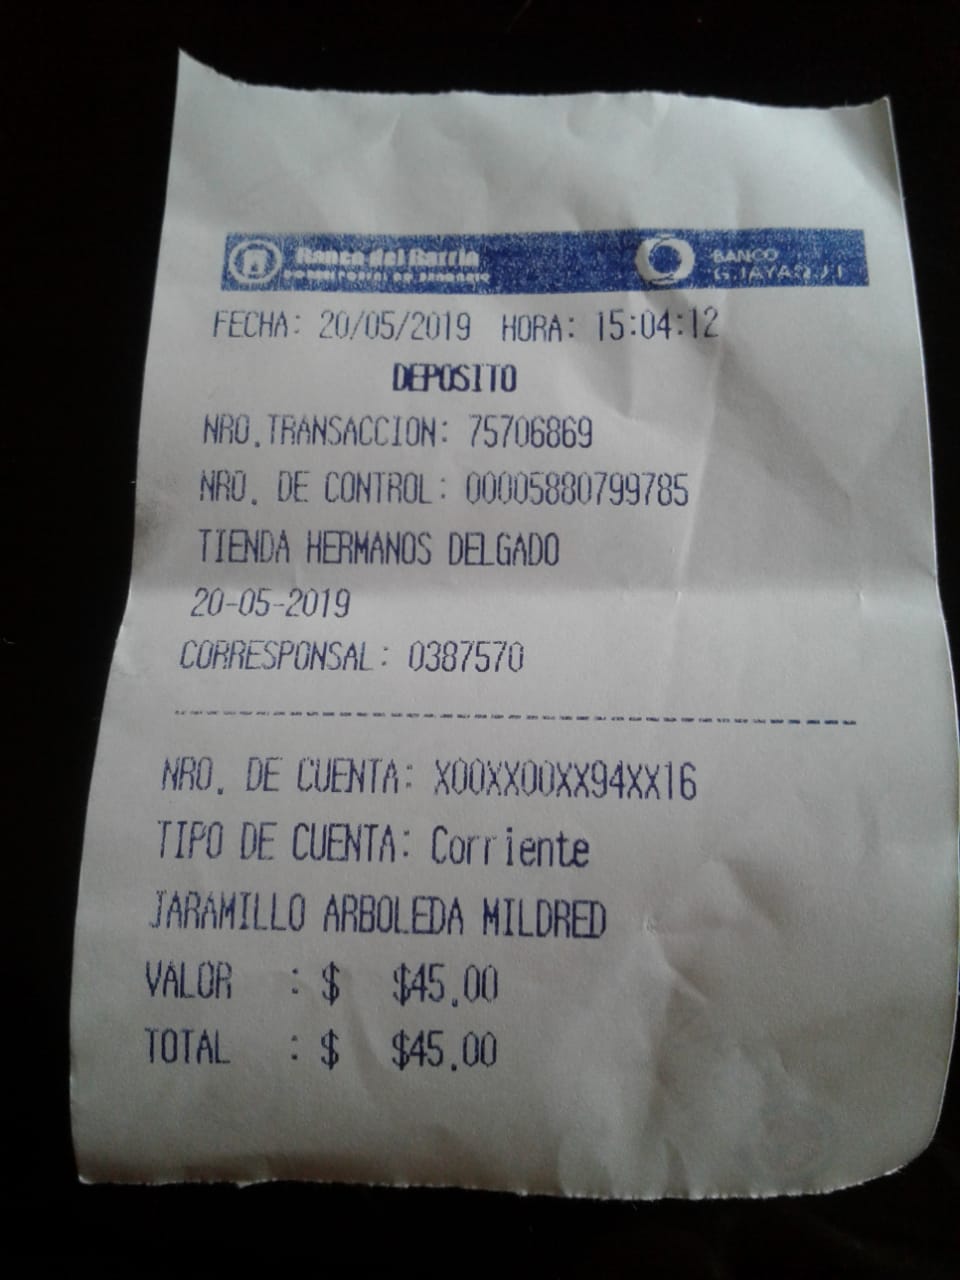 Banco del Barrio
BANCO
GUAYAQUIL
FECHA: 20/05/2019 HORA: 15:04:12
DEPOSITO
NRO.TRANSACCION: 75706869
NRO. DE CONTROL: 00005880799785
TIENDA HERMANOS DELGADO
20-05-2019
CORRESPONSAL: 0387570
NRO. DE CUENTA: X00XX00XX94XX16
TIPO DE CUENTA: Corriente
JARAMILLO ARBOLEDA MILDRED
VALOR : $ $45.00
TOTAL : $ $45.00